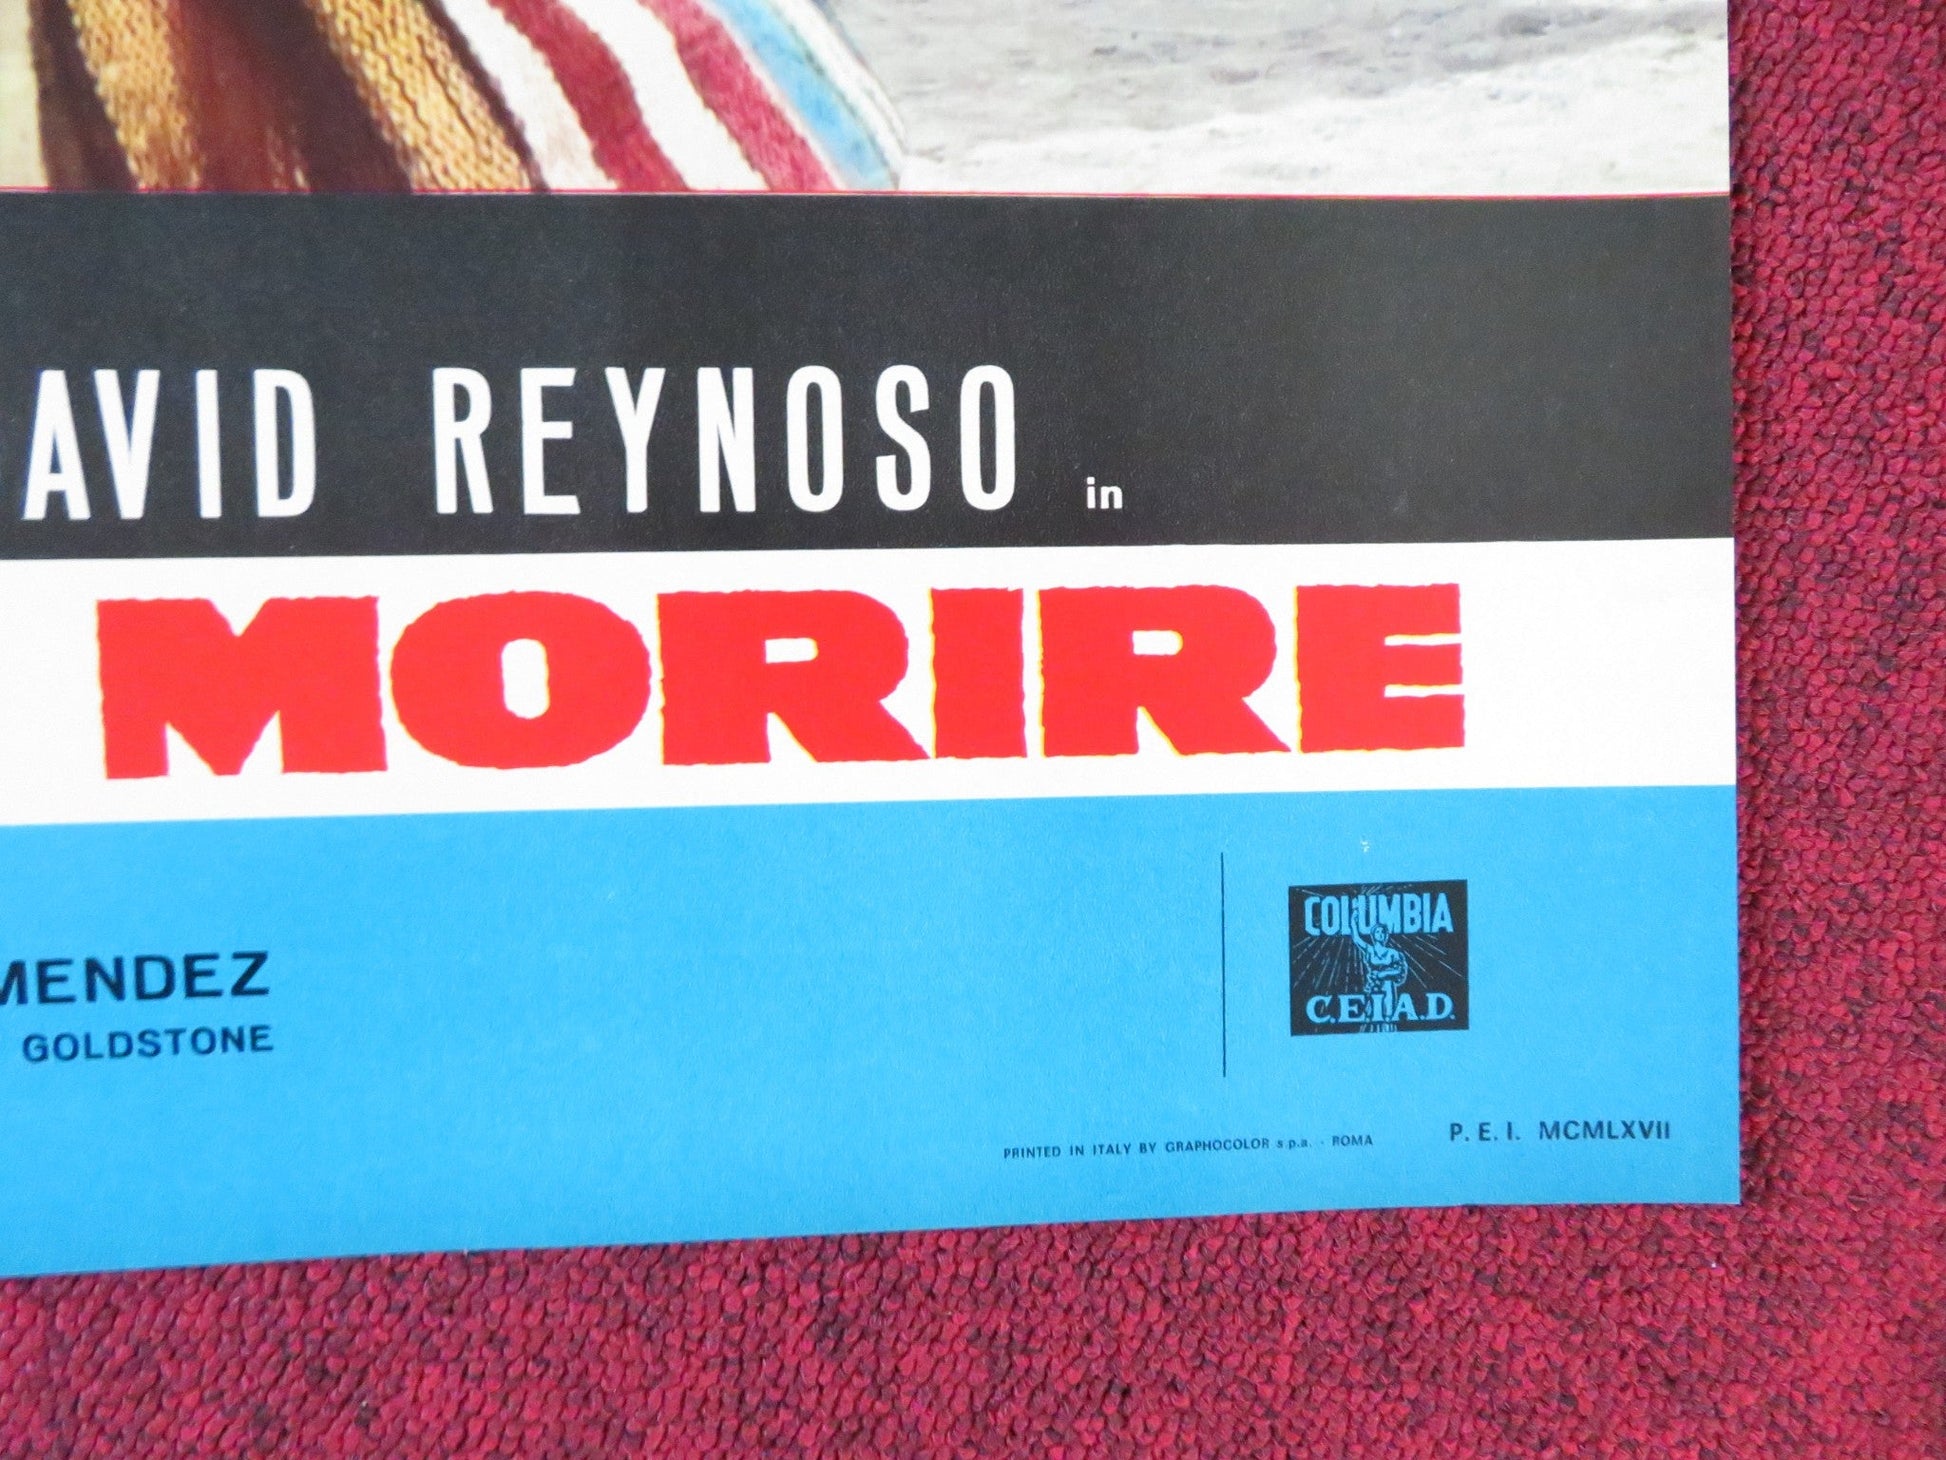 AVID REYNOSO in
MORIRE
MENDEZ
GOLDSTONE
COLUMBIA
C.E.I.A.D.
PRINTED IN ITALY BY GRAPHOCOLOR s.p.a. - ROMA
P. E. I. MCMLXVII